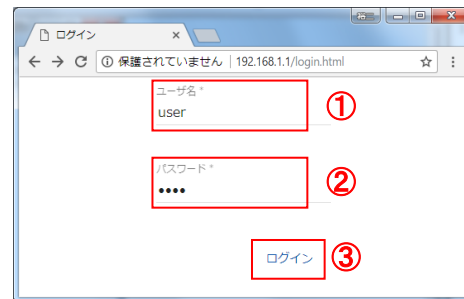 ログイン
保護されていません | 192.168.1.1/login.html
ユーザ名 *
user
①
パスワード *
••••
②
ログイン
③